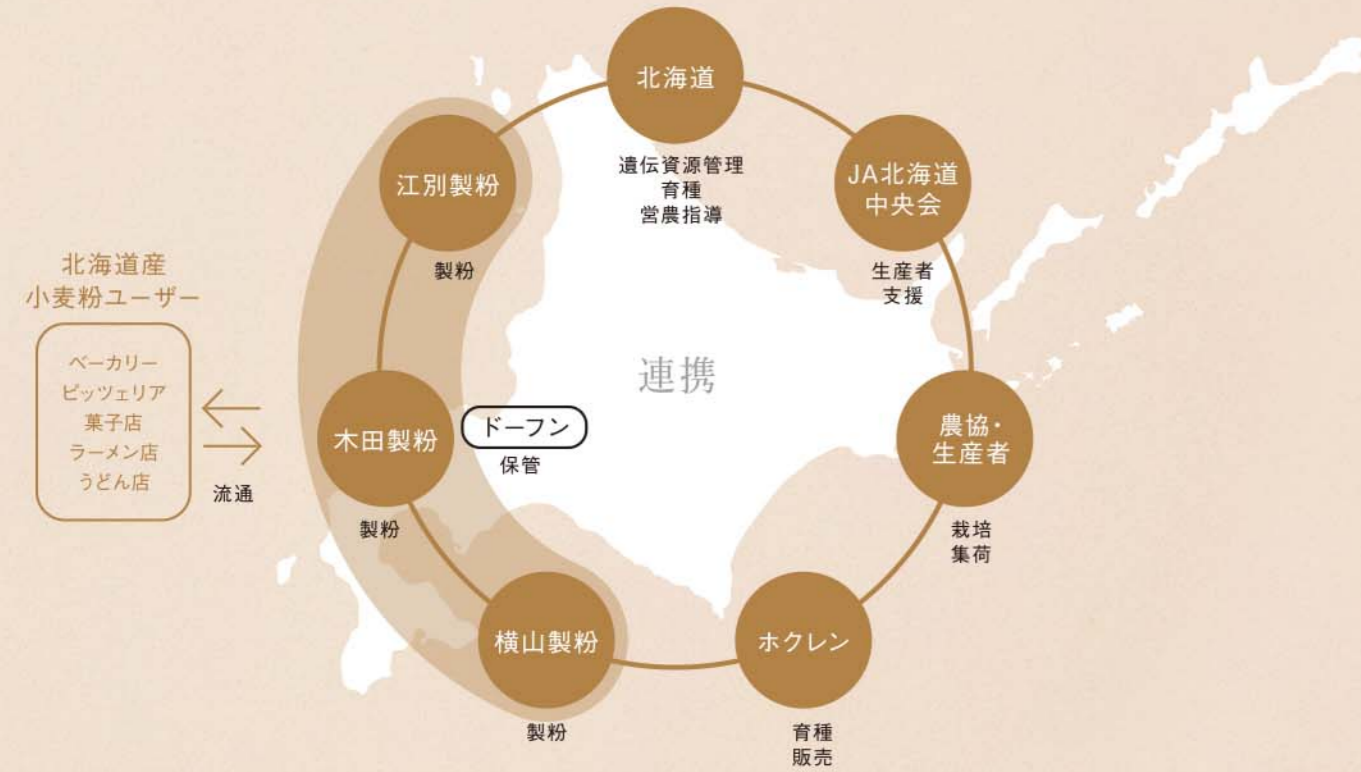 北海道
遺伝資源管理
育種
営農指導
JA北海道
中央会
生産者
支援
農協・
生産者
栽培
集荷
ホクレン
育種
販売
横山製粉
製粉
木田製粉
製粉
ドーフン
保管
江別製粉
製粉
連携
北海道産
小麦粉ユーザー
ベーカリー
ピッツェリア
菓子店
ラーメン店
うどん店
流通